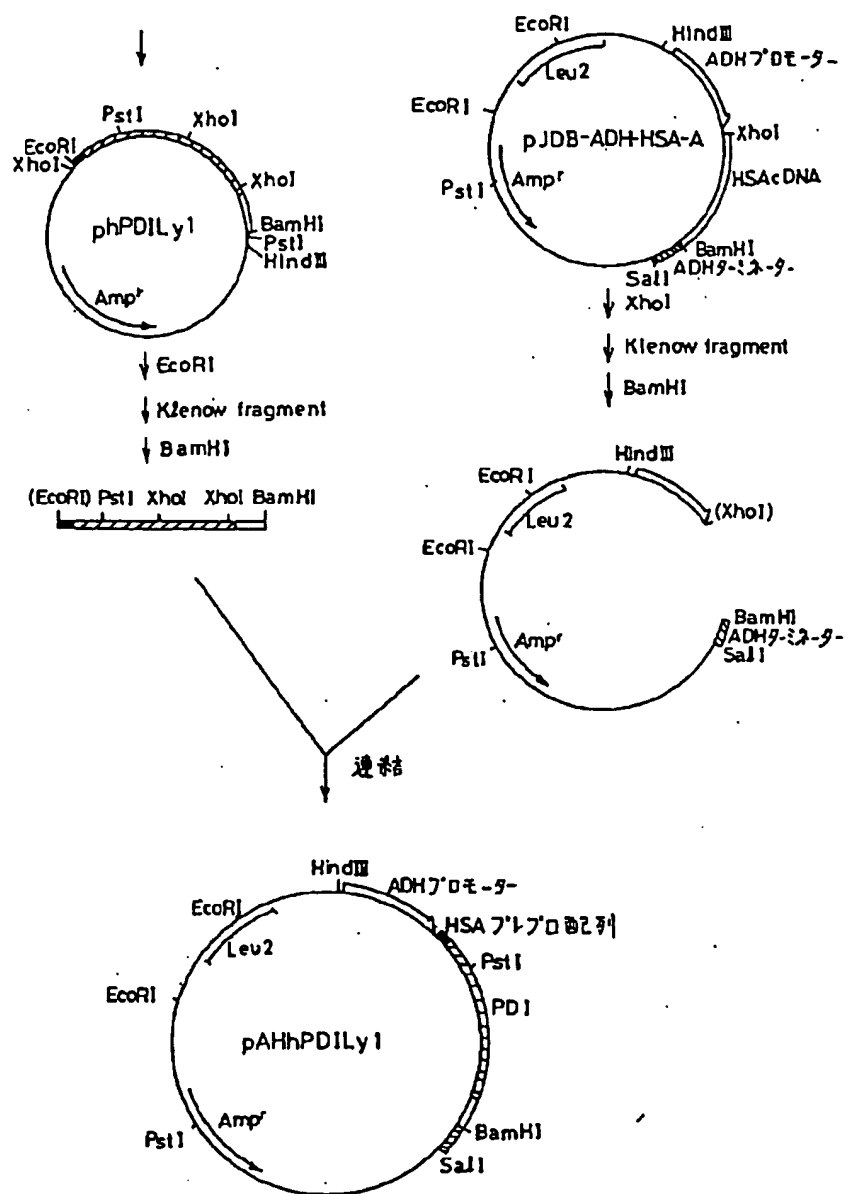 PstI
XhoI
EcoRI
XhoI
XhoI
BamHI
PstI
HindIII
phPDILy1
Ampʳ
EcoRI
Klenow fragment
BamHI
(EcoRI) PstI XhoI XhoI BamHI
EcoRI
HindIII
ADHプロモーター
Leu2
EcoRI
pJDB-ADH-HSA-A
XhoI
HSAcDNA
PstI
Ampʳ
BamHI
ADHターミネーター
SalI
XhoI
Klenow fragment
BamHI
HindIII
EcoRI
(XhoI)
Leu2
EcoRI
BamHI
ADHターミネーター
SalI
Ampʳ
PstI
連結
HindIII
ADHプロモーター
EcoRI
HSAプレプロ配列
Leu2
PstI
EcoRI
PDI
pAHhPDILy1
Ampʳ
PstI
BamHI
SalI